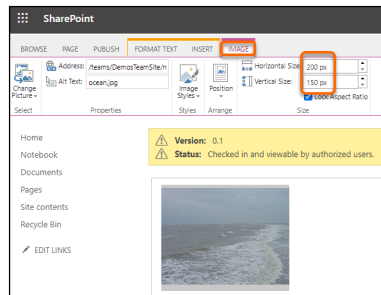 SharePoint
BROWSE PAGE PUBLISH FORMAT TEXT INSERT IMAGE
Change Picture
Address: /teams/DemosTeamSite/n
Alt Text: ocean.jpg
Image Styles
Position
Horizontal Size: 200 px
Vertical Size: 150 px
Lock Aspect Ratio
Select Properties Styles Arrange Size
Home
Notebook
Documents
Pages
Site contents
Recycle Bin
EDIT LINKS
Version: 0.1
Status: Checked in and viewable by authorized users.